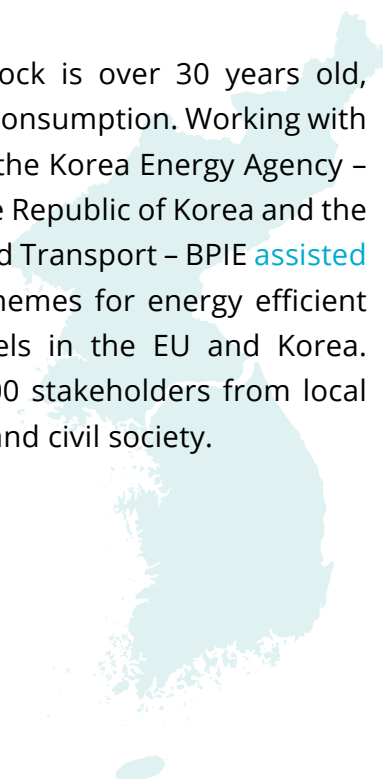 ock is over 30 years old,
onsumption. Working with
the Korea Energy Agency –
e Republic of Korea and the
d Transport – BPIE assisted
hemes for energy efficient
els in the EU and Korea.
00 stakeholders from local
and civil society.